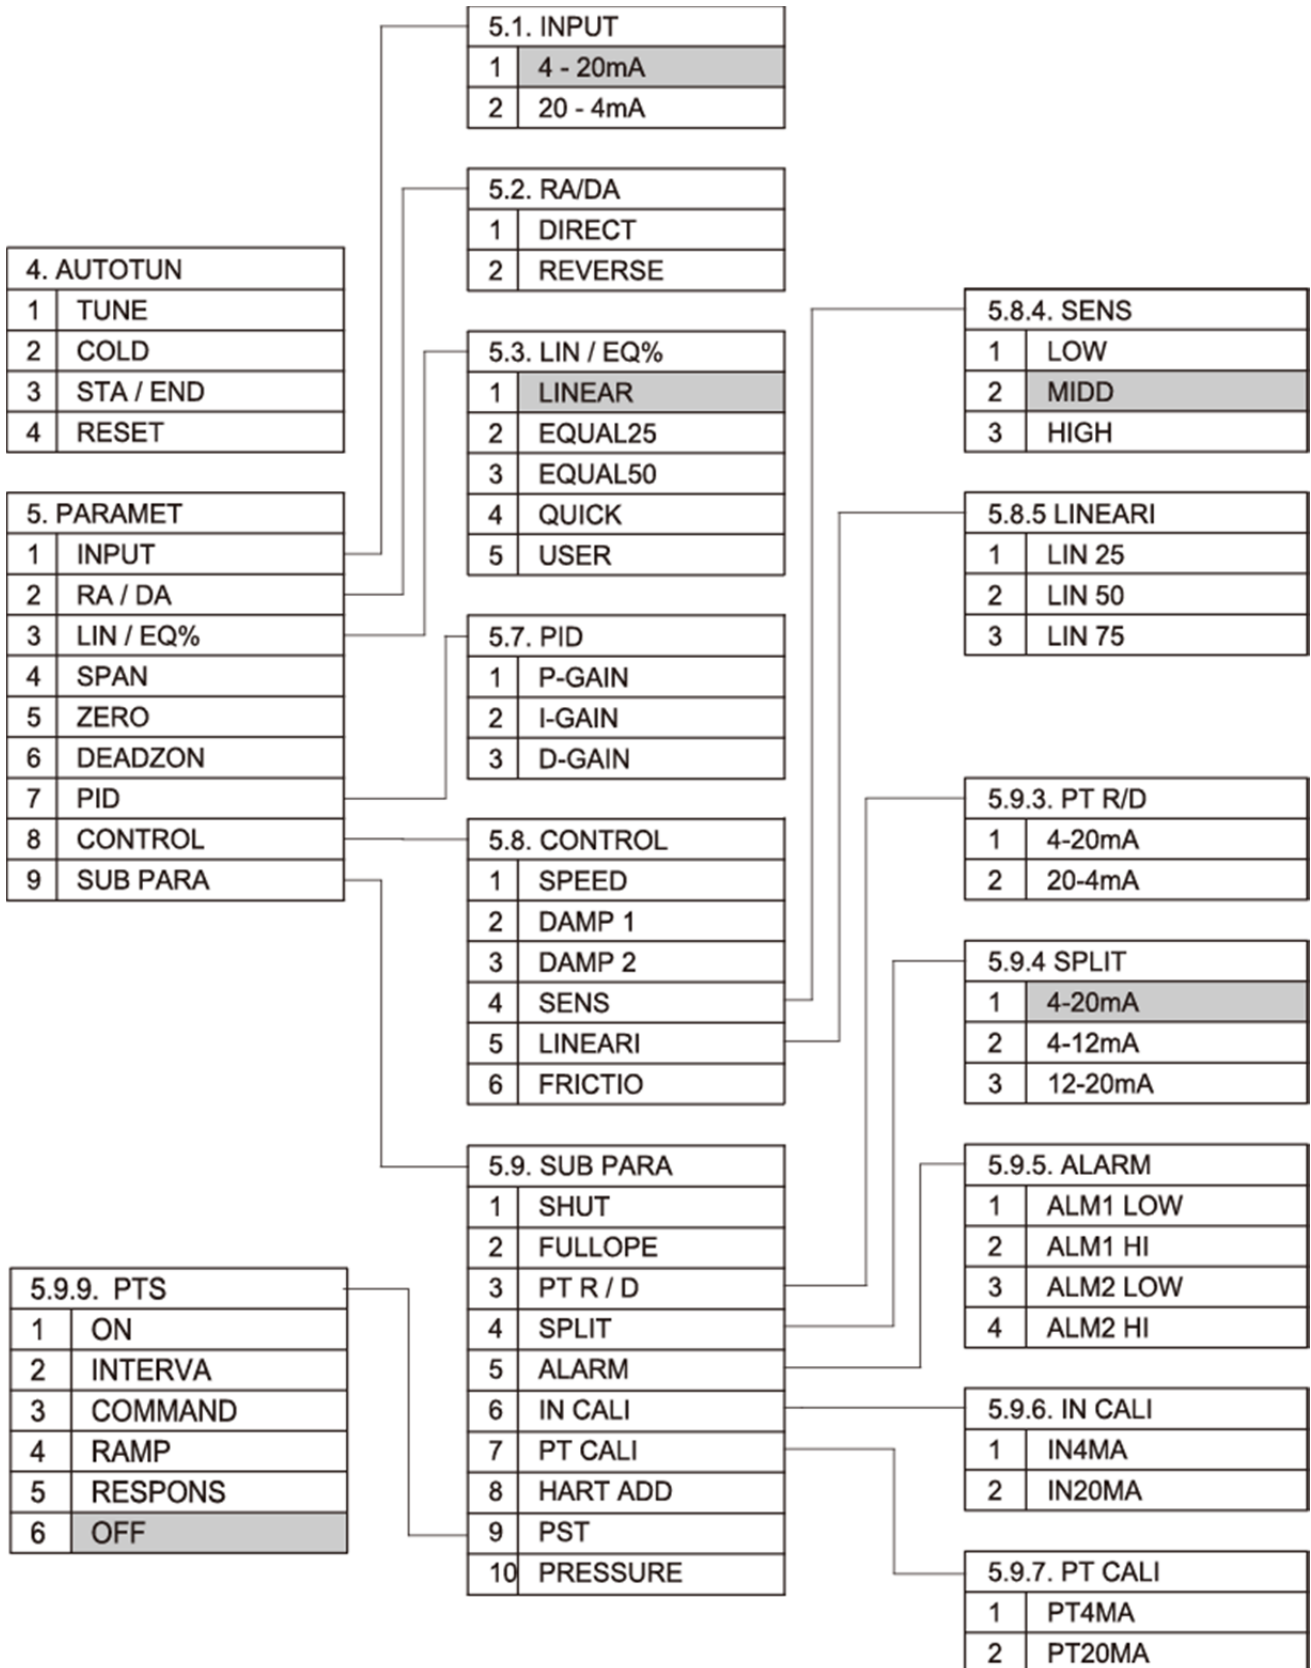 4. AUTOTUN
1 TUNE
2 COLD
3 STA / END
4 RESET
5. PARAMET
1 INPUT
2 RA / DA
3 LIN / EQ%
4 SPAN
5 ZERO
6 DEADZON
7 PID
8 CONTROL
9 SUB PARA
5.9.9. PTS
1 ON
2 INTERVA
3 COMMAND
4 RAMP
5 RESPONS
6 OFF
5.1. INPUT
1 4 - 20mA
2 20 - 4mA
5.2. RA/DA
1 DIRECT
2 REVERSE
5.3. LIN / EQ%
1 LINEAR
2 EQUAL25
3 EQUAL50
4 QUICK
5 USER
5.7. PID
1 P-GAIN
2 I-GAIN
3 D-GAIN
5.8. CONTROL
1 SPEED
2 DAMP 1
3 DAMP 2
4 SENS
5 LINEARI
6 FRICTIO
5.9. SUB PARA
1 SHUT
2 FULLOPE
3 PT R / D
4 SPLIT
5 ALARM
6 IN CALI
7 PT CALI
8 HART ADD
9 PST
10 PRESSURE
5.8.4. SENS
1 LOW
2 MIDD
3 HIGH
5.8.5 LINEARI
1 LIN 25
2 LIN 50
3 LIN 75
5.9.3. PT R/D
1 4-20mA
2 20-4mA
5.9.4 SPLIT
1 4-20mA
2 4-12mA
3 12-20mA
5.9.5. ALARM
1 ALM1 LOW
2 ALM1 HI
3 ALM2 LOW
4 ALM2 HI
5.9.6. IN CALI
1 IN4MA
2 IN20MA
5.9.7. PT CALI
1 PT4MA
2 PT20MA